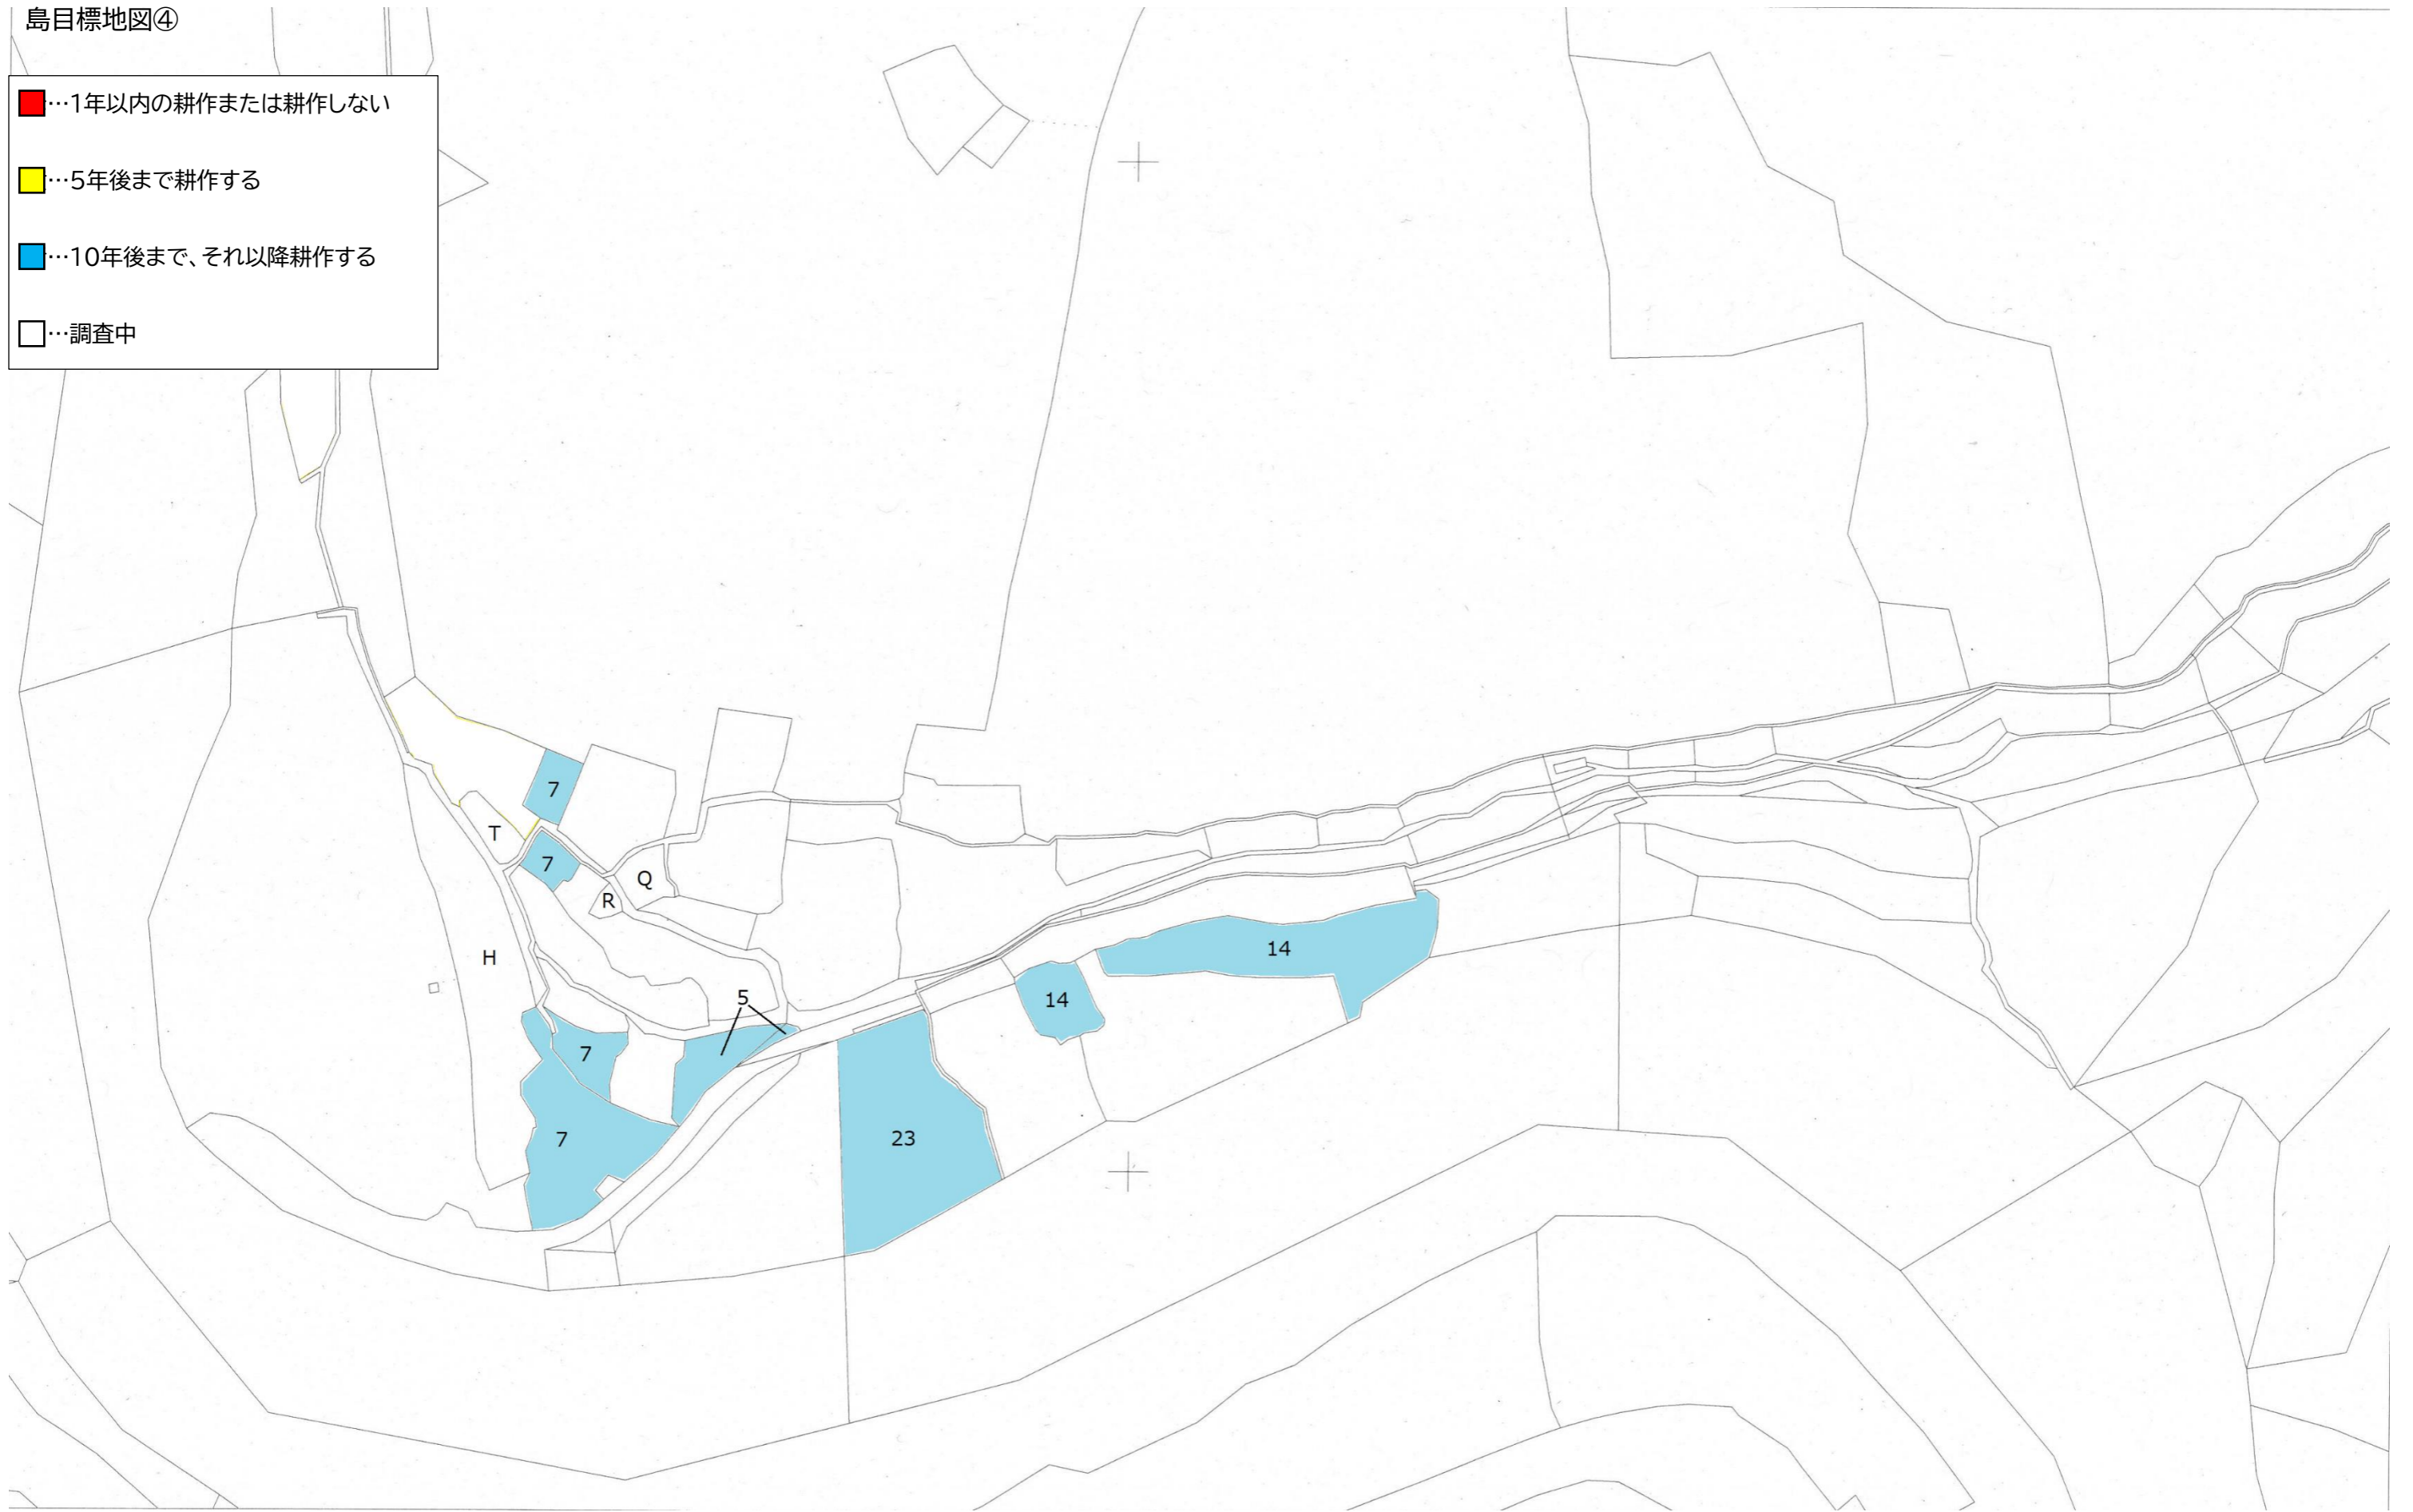 島目標地図④
…1年以内の耕作または耕作しない
…5年後まで耕作する
…10年後まで、それ以降耕作する
…調査中
7
T
7
Q
R
14
H
5
14
7
7
23